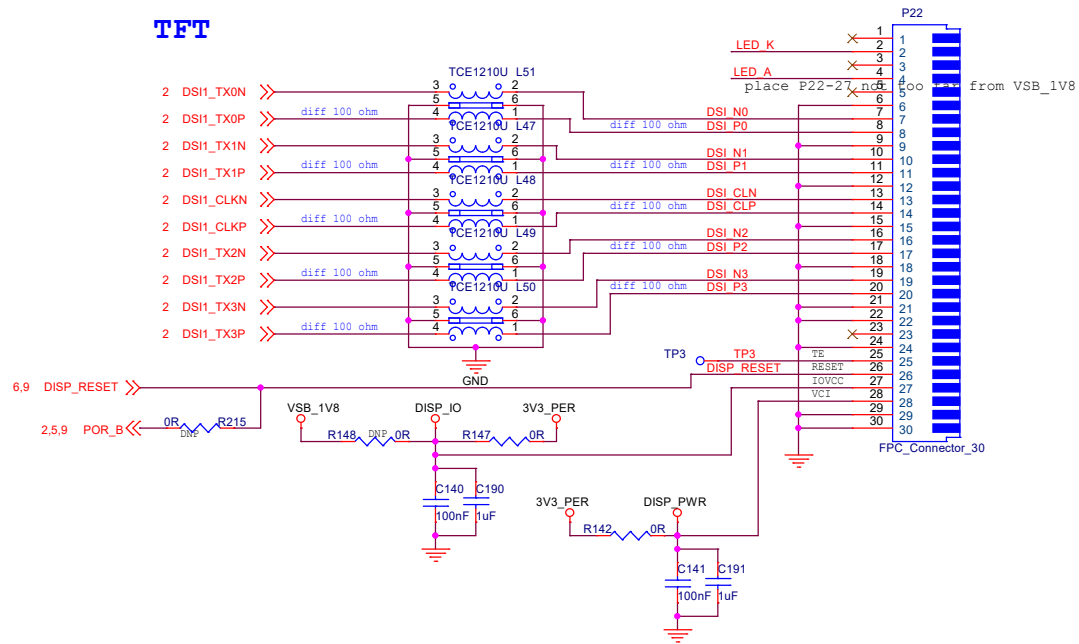 TFT
P22
LED_K
LED_A
place P22-27 not too far from VSB_1V8
1 1
2 2
3 3
4 4
5 5
6 6
7 7
8 8
9 9
10 10
11 11
12 12
13 13
14 14
15 15
16 16
17 17
18 18
19 19
20 20
21 21
22 22
23 23
24 24
25 25
26 26
27 27
28 28
29 29
30 30
FPC_Connector_30
TCE1210U L51
2 DSI1_TX0N 3 2 DSI_N0
5 6
2 DSI1_TX0P diff 100 ohm 4 1 diff 100 ohm DSI_P0
TCE1210U L47
2 DSI1_TX1N 3 2 DSI_N1
5 6
2 DSI1_TX1P diff 100 ohm 4 1 diff 100 ohm DSI_P1
TCE1210U L48
2 DSI1_CLKN 3 2 DSI_CLN
5 6
2 DSI1_CLKP diff 100 ohm 4 1 diff 100 ohm DSI_CLP
TCE1210U L49
2 DSI1_TX2N 3 2 DSI_N2
5 6
2 DSI1_TX2P diff 100 ohm 4 1 diff 100 ohm DSI_P2
TCE1210U L50
2 DSI1_TX3N 3 2 DSI_N3
5 6
2 DSI1_TX3P diff 100 ohm 4 1 diff 100 ohm DSI_P3
GND
TP3 TP3 TE
DISP_RESET RESET
IOVCC
VCI
6,9 DISP_RESET
2,5,9 POR_B 0R DNP R215
VSB_1V8 DISP_IO 3V3_PER
R148 DNP 0R R147 0R
C140 C190
100nF 1uF
3V3_PER DISP_PWR
R142 0R
C141 C191
100nF 1uF